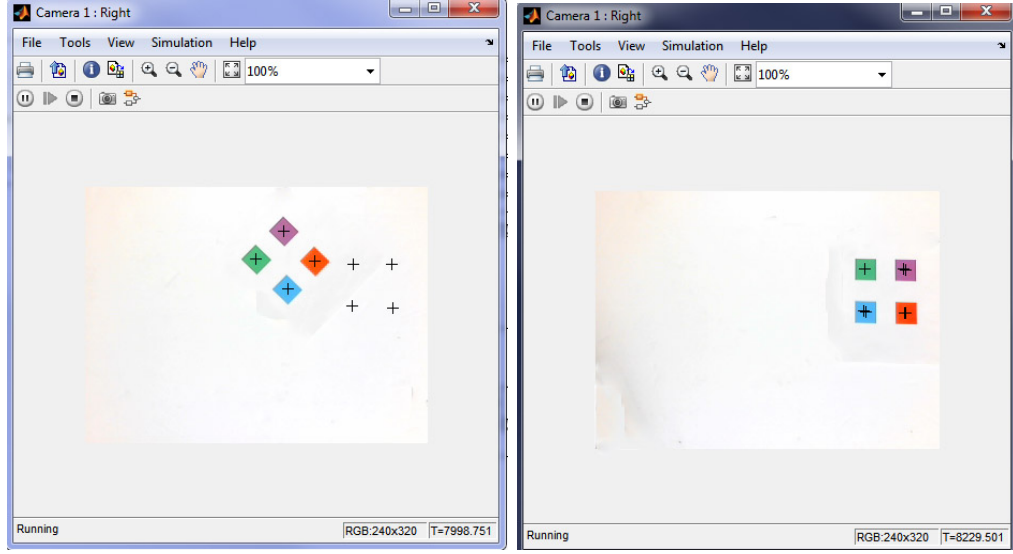 Camera 1 : Right
File Tools View Simulation Help
100%
Running
RGB:240x320 T=7998.751
Camera 1 : Right
File Tools View Simulation Help
100%
Running
RGB:240x320 T=8229.501